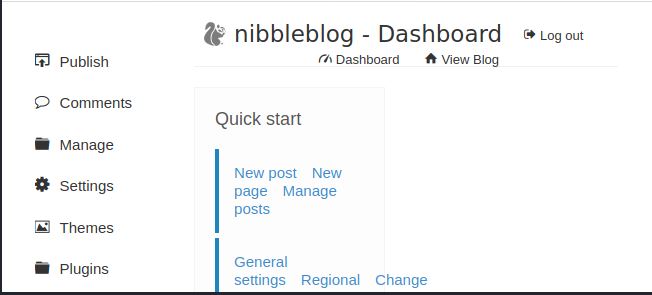 nibbleblog - Dashboard Log out
Dashboard View Blog
Publish
Comments
Manage
Settings
Themes
Plugins
Quick start
New post New
page Manage
posts
General
settings Regional Change